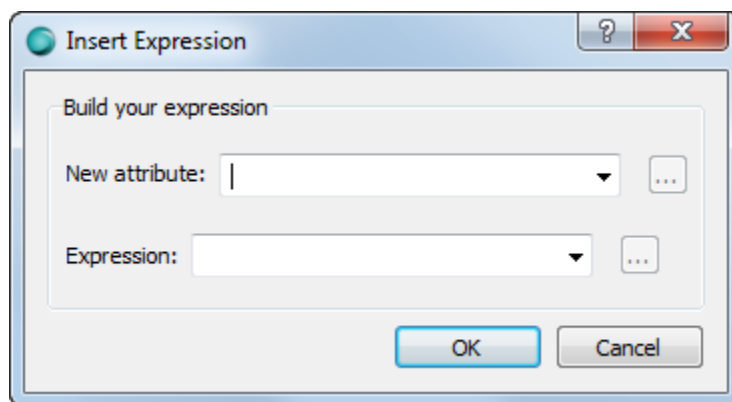 Insert Expression
?
Build your expression
New attribute:
...
Expression:
...
OK
Cancel